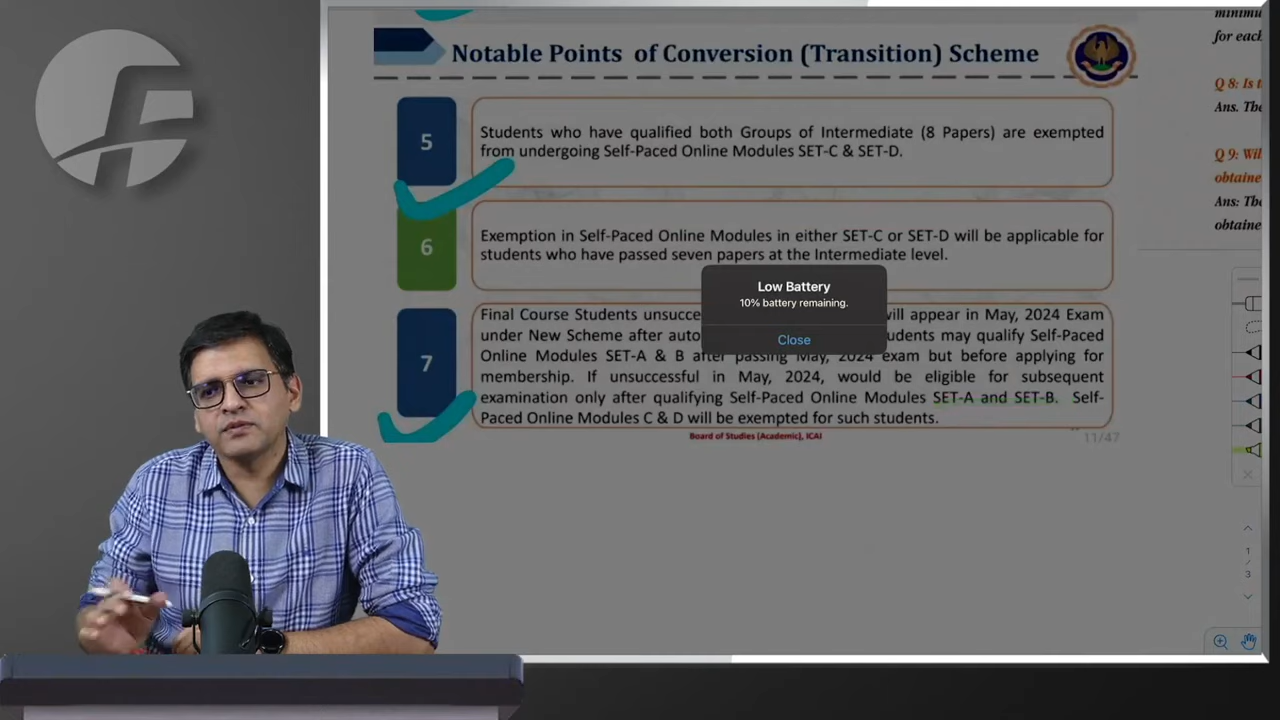 Notable Points of Conversion (Transition) Scheme
5
Students who have qualified both Groups of Intermediate (8 Papers) are exempted
from undergoing Self-Paced Online Modules SET-C & SET-D.
6
Exemption in Self-Paced Online Modules in either SET-C or SET-D will be applicable for
students who have passed seven papers at the Intermediate level.
7
Final Course Students unsucce will appear in May, 2024 Exam
under New Scheme after auto udents may qualify Self-Paced
Online Modules SET-A & B after passing May, 2024 exam but before applying for
membership. If unsuccessful in May, 2024, would be eligible for subsequent
examination only after qualifying Self-Paced Online Modules SET-A and SET-B. Self-
Paced Online Modules C & D will be exempted for such students.
Board of Studies (Academic), ICAI
11/47
Low Battery
10% battery remaining.
Close
minimu
for each
Q 8: Is t
Ans. The
Q 9: Wil
obtaine
Ans: The
obtaine
1
/
3